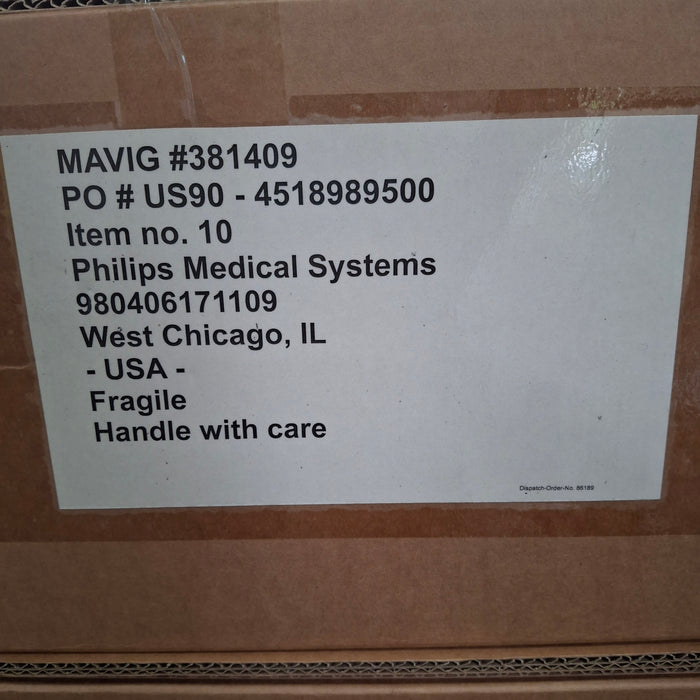 MAVIG #381409
PO # US90 - 4518989500
Item no. 10
Philips Medical Systems
980406171109
West Chicago, IL
- USA -
Fragile
Handle with care
Dispatch-Order-No. 86189